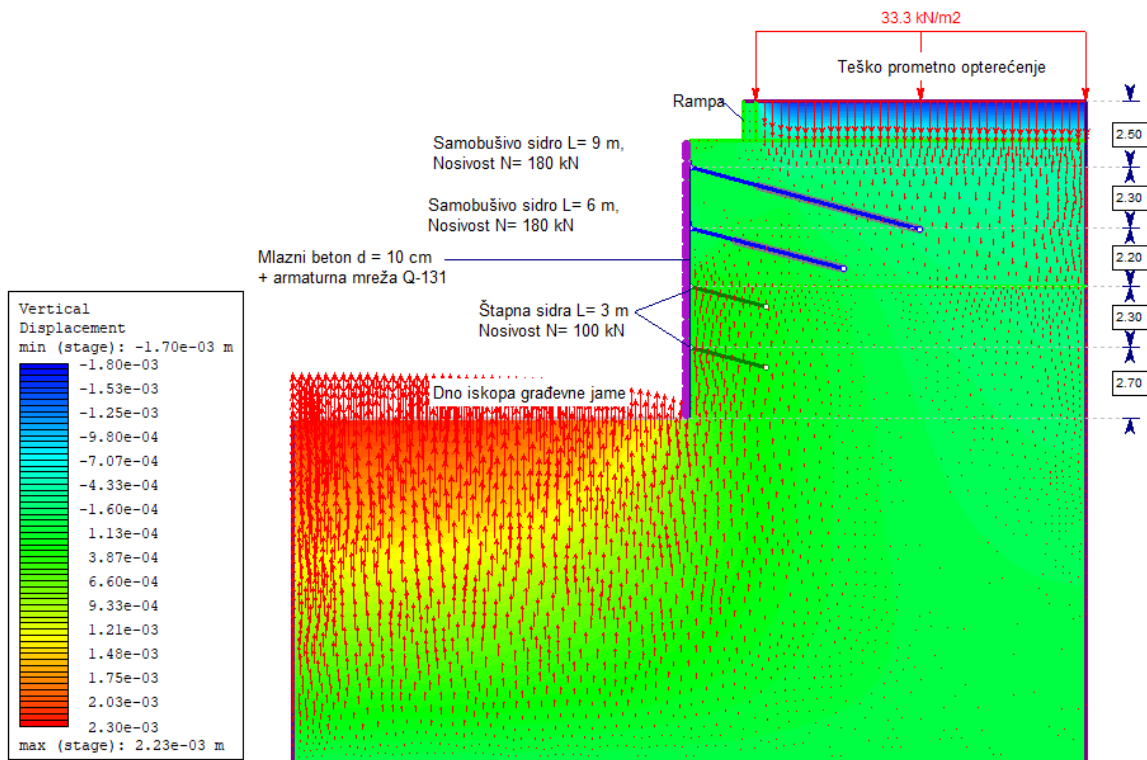 33.3 kN/m2
Teško prometno opterećenje
Rampa
2.50
Samobušivo sidro L= 9 m,
Nosivost N= 180 kN
2.30
Samobušivo sidro L= 6 m,
Nosivost N= 180 kN
2.20
Mlazni beton d = 10 cm
+ armaturna mreža Q-131
Štapna sidra L= 3 m
Nosivost N= 100 kN
2.30
2.70
Dno iskopa građevne jame
Vertical
Displacement
min (stage): -1.70e-03 m
-1.80e-03
-1.53e-03
-1.25e-03
-9.80e-04
-7.07e-04
-4.33e-04
-1.60e-04
1.13e-04
3.87e-04
6.60e-04
9.33e-04
1.21e-03
1.48e-03
1.75e-03
2.03e-03
2.30e-03
max (stage): 2.23e-03 m